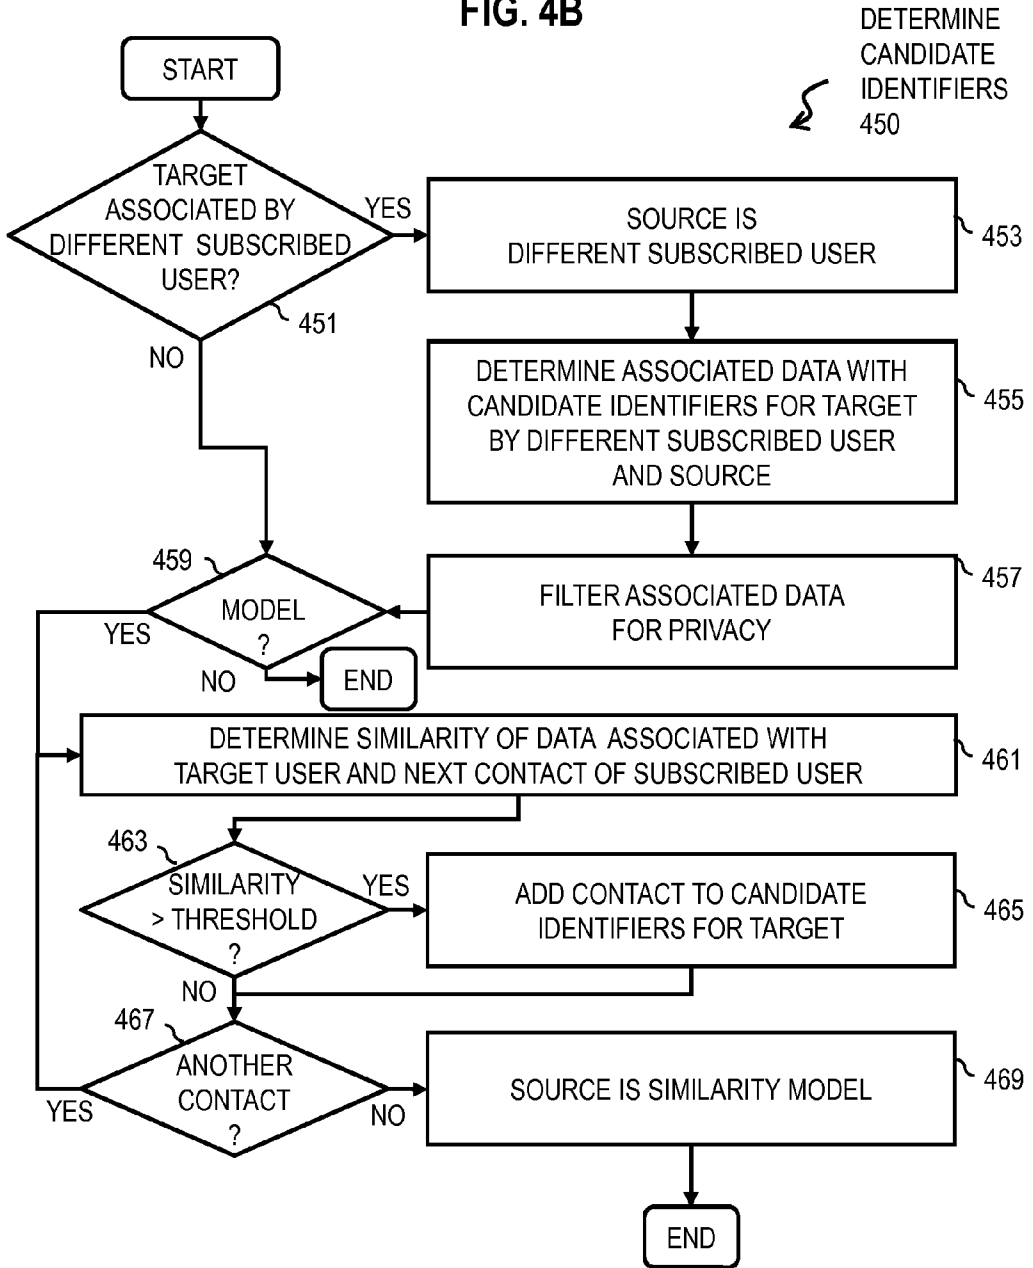 FIG. 4B
DETERMINE
CANDIDATE
IDENTIFIERS
450
START
TARGET
ASSOCIATED BY
DIFFERENT SUBSCRIBED
USER?
YES
451
NO
SOURCE IS
DIFFERENT SUBSCRIBED USER
453
DETERMINE ASSOCIATED DATA WITH
CANDIDATE IDENTIFIERS FOR TARGET
BY DIFFERENT SUBSCRIBED USER
AND SOURCE
455
FILTER ASSOCIATED DATA
FOR PRIVACY
457
459
MODEL
?
YES
NO
END
DETERMINE SIMILARITY OF DATA ASSOCIATED WITH
TARGET USER AND NEXT CONTACT OF SUBSCRIBED USER
461
463
SIMILARITY
> THRESHOLD
?
YES
NO
ADD CONTACT TO CANDIDATE
IDENTIFIERS FOR TARGET
465
467
ANOTHER
CONTACT
?
YES
NO
SOURCE IS SIMILARITY MODEL
469
END